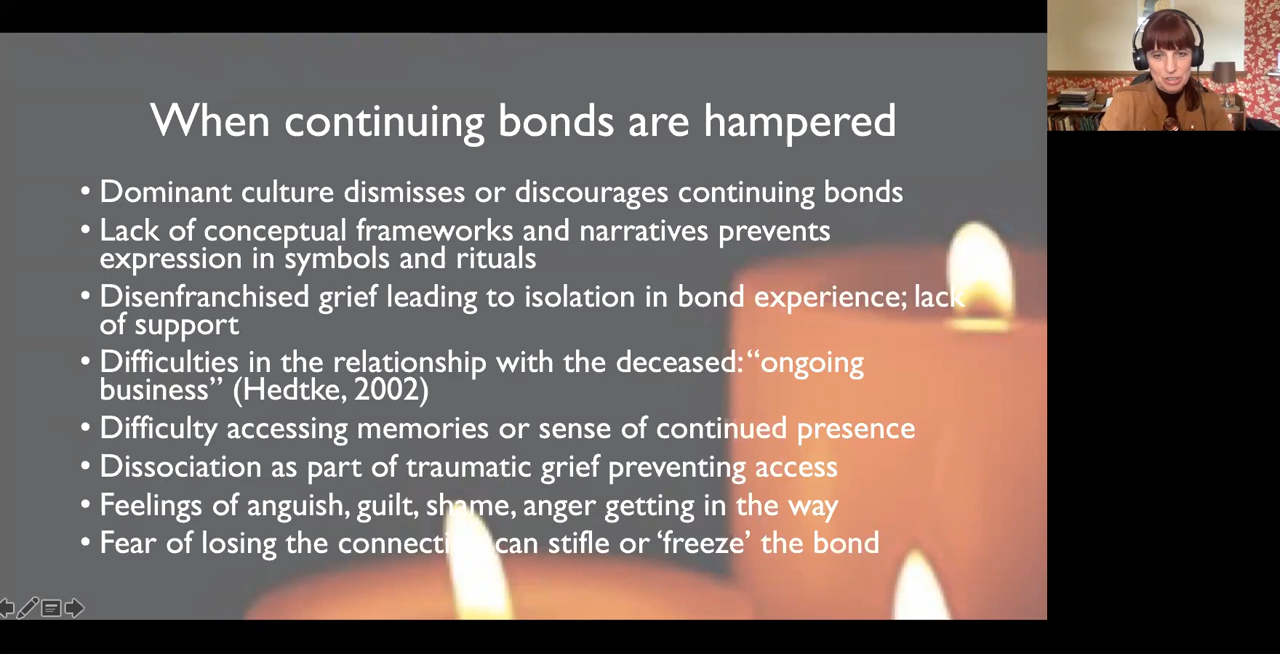 When continuing bonds are hampered
• Dominant culture dismisses or discourages continuing bonds
• Lack of conceptual frameworks and narratives prevents
expression in symbols and rituals
• Disenfranchised grief leading to isolation in bond experience; lack
of support
• Difficulties in the relationship with the deceased: “ongoing
business” (Hedtke, 2002)
• Difficulty accessing memories or sense of continued presence
• Dissociation as part of traumatic grief preventing access
• Feelings of anguish, guilt, shame, anger getting in the way
• Fear of losing the connection can stifle or ‘freeze’ the bond